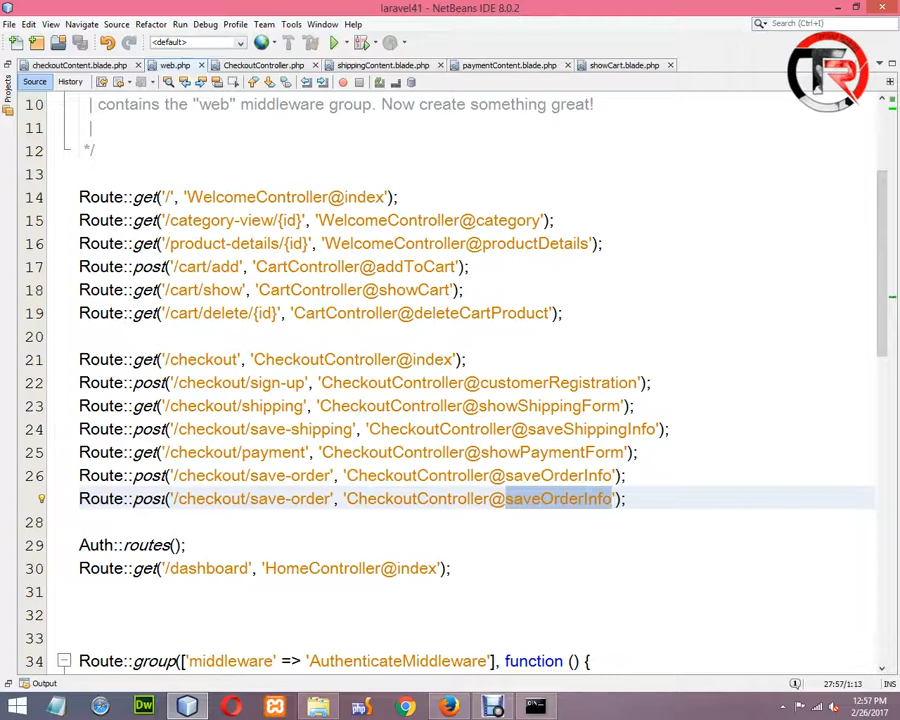 laravel41 - NetBeans IDE 8.0.2
File Edit View Navigate Source Refactor Run Debug Profile Team Tools Window Help
Search (Ctrl+I)
<default>
checkoutContent.blade.php web.php CheckoutController.php shippingContent.blade.php paymentContent.blade.php showCart.blade.php
Source History
Projects
10 | contains the "web" middleware group. Now create something great!
11 |
12 */
13
14 Route::get('/', 'WelcomeController@index');
15 Route::get('/category-view/{id}', 'WelcomeController@category');
16 Route::get('/product-details/{id}', 'WelcomeController@productDetails');
17 Route::post('/cart/add', 'CartController@addToCart');
18 Route::get('/cart/show', 'CartController@showCart');
19 Route::get('/cart/delete/{id}', 'CartController@deleteCartProduct');
20
21 Route::get('/checkout', 'CheckoutController@index');
22 Route::post('/checkout/sign-up', 'CheckoutController@customerRegistration');
23 Route::get('/checkout/shipping', 'CheckoutController@showShippingForm');
24 Route::post('/checkout/save-shipping', 'CheckoutController@saveShippingInfo');
25 Route::get('/checkout/payment', 'CheckoutController@showPaymentForm');
26 Route::post('/checkout/save-order', 'CheckoutController@saveOrderInfo');
Route::post('/checkout/save-order', 'CheckoutController@saveOrderInfo');
28
29 Auth::routes();
30 Route::get('/dashboard', 'HomeController@index');
31
32
33
34 Route::group(['middleware' => 'AuthenticateMiddleware'], function () {
Output
27:57/1:13
Dw
php
12:57 PM
2/26/2017